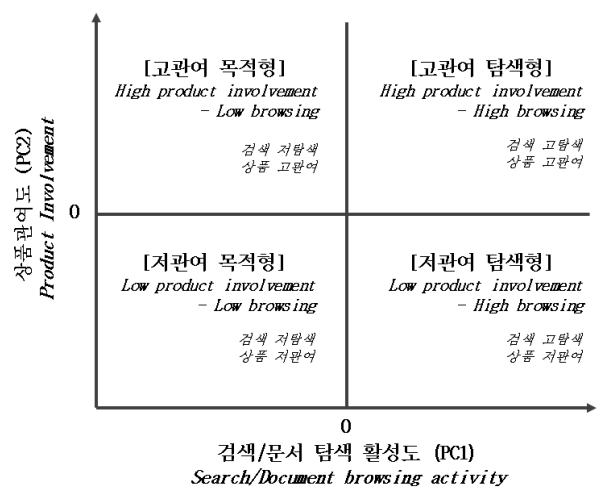 [고관여 목적형]
High product involvement
- Low browsing
검색 저탐색
상품 고관여
[고관여 탐색형]
High product involvement
- High browsing
검색 고탐색
상품 고관여
상품관여도 (PC2)
Product Involvement
0
[저관여 목적형]
Low product involvement
- Low browsing
검색 저탐색
상품 저관여
[저관여 탐색형]
Low product involvement
- High browsing
검색 고탐색
상품 저관여
0
검색/문서 탐색 활성도 (PC1)
Search/Document browsing activity